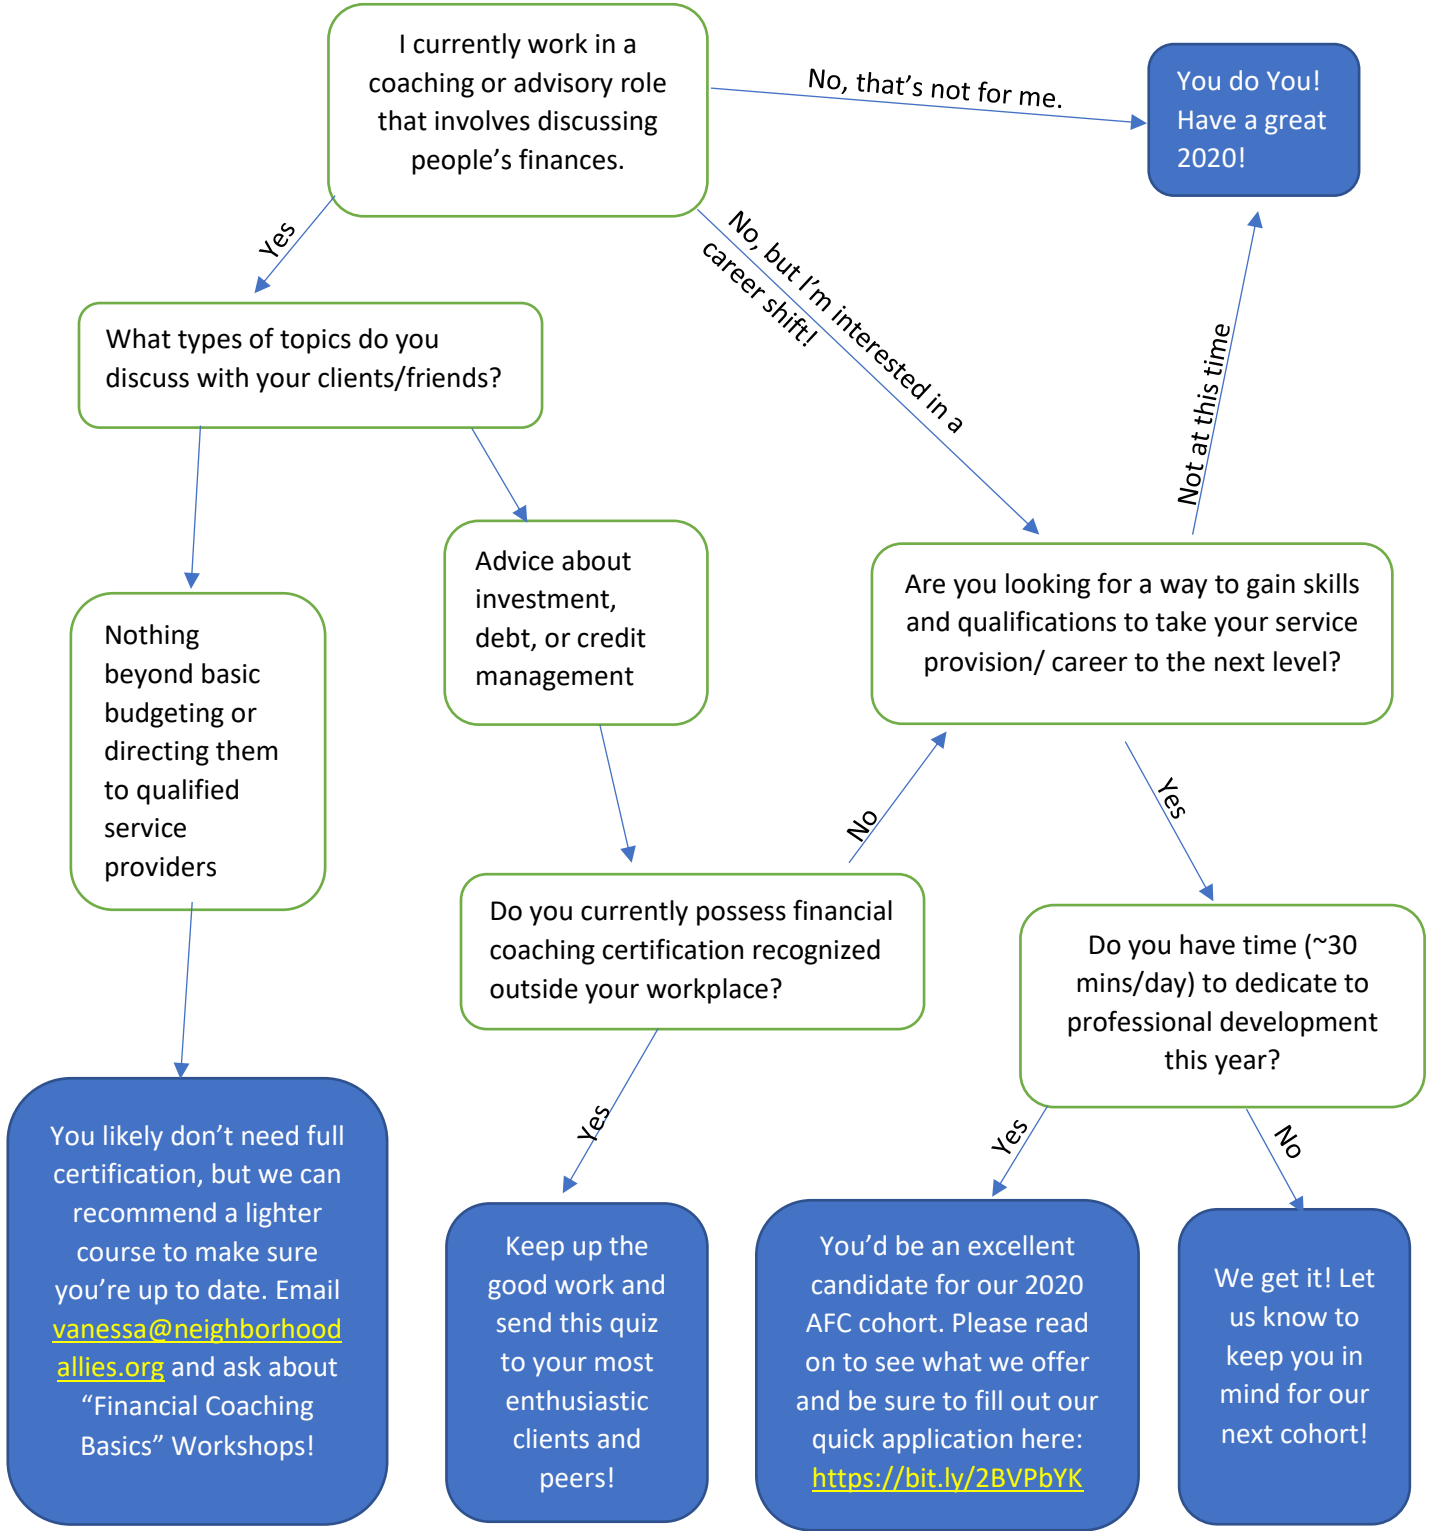 I currently work in a
coaching or advisory role
that involves discussing
people’s finances.
No, that’s not for me.
You do You!
Have a great
2020!
Yes
No, but I’m interested in a
career shift!
Not at this time
What types of topics do you
discuss with your clients/friends?
Nothing
beyond basic
budgeting or
directing them
to qualified
service
providers
Advice about
investment,
debt, or credit
management
Are you looking for a way to gain skills
and qualifications to take your service
provision/ career to the next level?
No
Yes
Do you currently possess financial
coaching certification recognized
outside your workplace?
Do you have time (~30
mins/day) to dedicate to
professional development
this year?
Yes
Yes
No
You likely don’t need full
certification, but we can
recommend a lighter
course to make sure
you’re up to date. Email
vanessa@neighborhood
allies.org and ask about
“Financial Coaching
Basics” Workshops!
Keep up the
good work and
send this quiz
to your most
enthusiastic
clients and
peers!
You’d be an excellent
candidate for our 2020
AFC cohort. Please read
on to see what we offer
and be sure to fill out our
quick application here:
https://bit.ly/2BVPbYK
We get it! Let
us know to
keep you in
mind for our
next cohort!